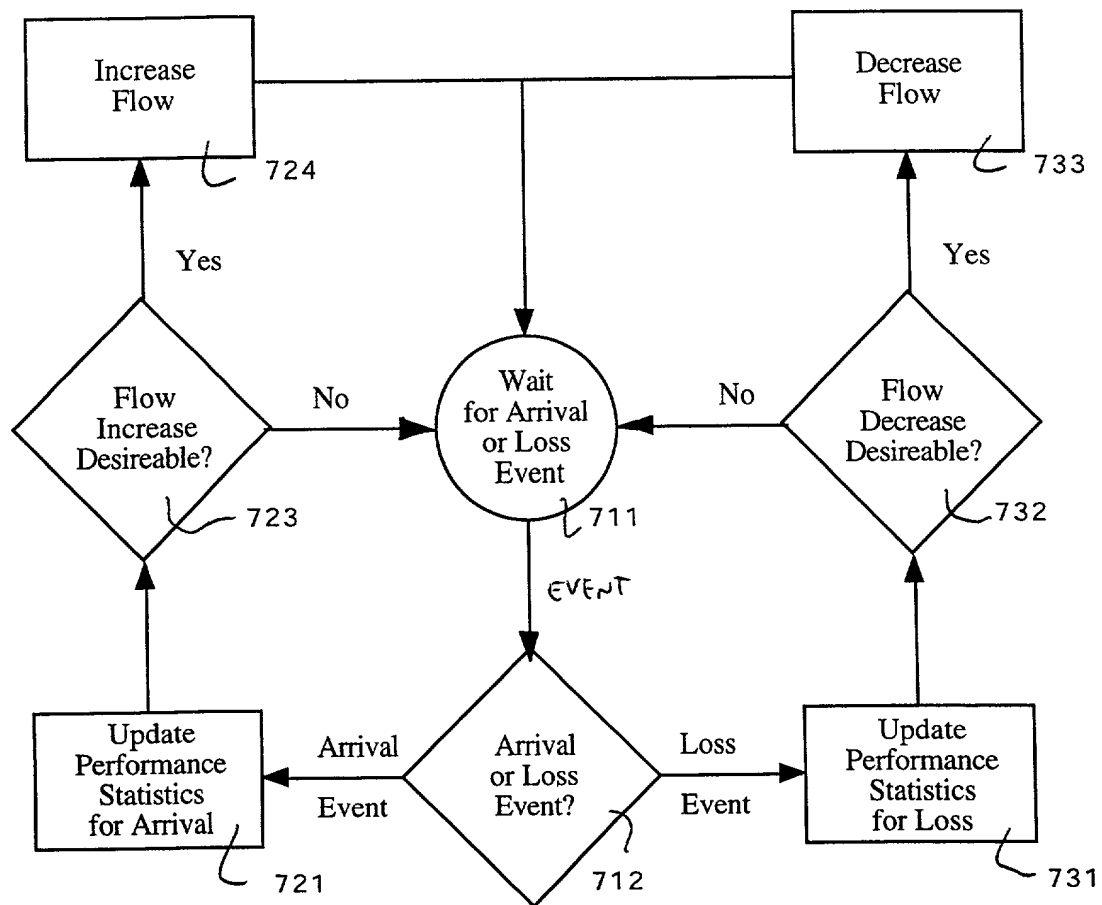 Increase
Flow
724
Decrease
Flow
733
Yes
Yes
Flow
Increase
Desireable?
723
No
Wait
for Arrival
or Loss
Event
711
No
Flow
Decrease
Desireable?
732
EVENT
Update
Performance
Statistics
for Arrival
721
Arrival
Event
Arrival
or Loss
Event?
712
Loss
Event
Update
Performance
Statistics
for Loss
731